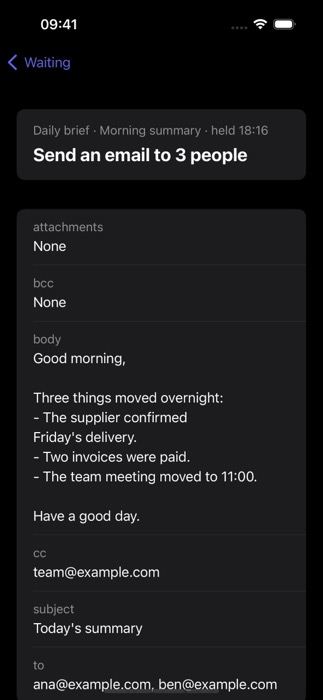 09:41
Waiting
Daily brief · Morning summary · held 18:16
Send an email to 3 people
attachments
None
bcc
None
body
Good morning,
Three things moved overnight:
- The supplier confirmed
Friday's delivery.
- Two invoices were paid.
- The team meeting moved to 11:00.
Have a good day.
cc
team@example.com
subject
Today's summary
to
ana@example.com, ben@example.com